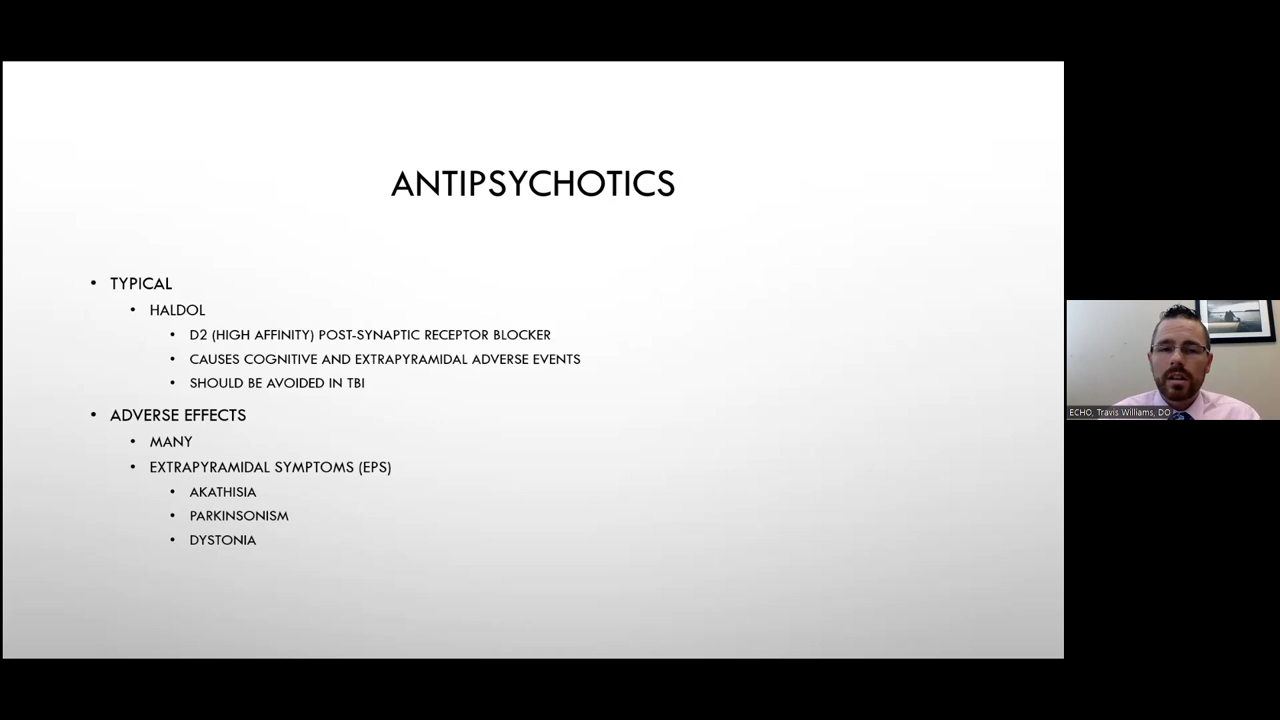 ANTIPSYCHOTICS
• TYPICAL
• HALDOL
• D2 (HIGH AFFINITY) POST-SYNAPTIC RECEPTOR BLOCKER
• CAUSES COGNITIVE AND EXTRAPYRAMIDAL ADVERSE EVENTS
• SHOULD BE AVOIDED IN TBI
• ADVERSE EFFECTS
• MANY
• EXTRAPYRAMIDAL SYMPTOMS (EPS)
• AKATHISIA
• PARKINSONISM
• DYSTONIA
ECHO, Travis Williams, DO